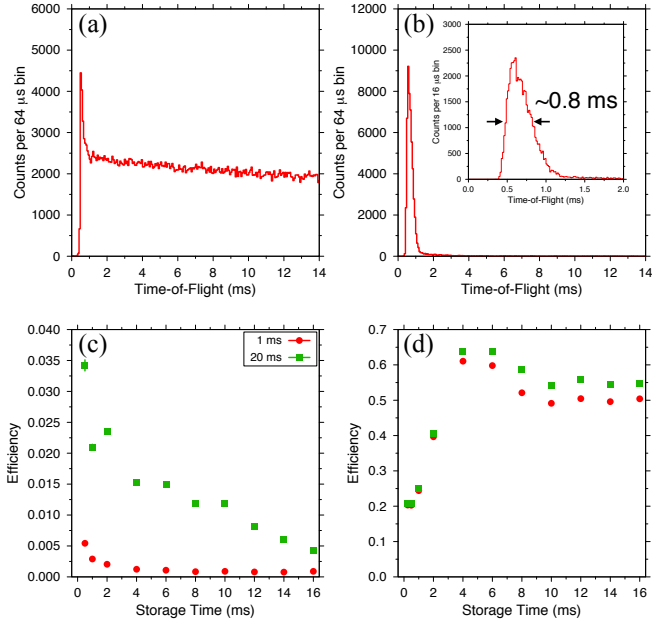 (a)
Counts per 64 μs bin
6000
5000
4000
3000
2000
1000
0
0 2 4 6 8 10 12 14
Time-of-Flight (ms)
(b)
Counts per 64 μs bin
12000
10000
8000
6000
4000
2000
0
0 2 4 6 8 10 12 14
Time-of-Flight (ms)
Counts per 16 μs bin
3000
2500
2000
1500
1000
500
0
~0.8 ms
0.0 0.5 1.0 1.5 2.0
Time-of-Flight (ms)
(c)
1 ms
20 ms
Efficiency
0.040
0.035
0.030
0.025
0.020
0.015
0.010
0.005
0.000
0 2 4 6 8 10 12 14 16
Storage Time (ms)
(d)
Efficiency
0.7
0.6
0.5
0.4
0.3
0.2
0.1
0.0
0 2 4 6 8 10 12 14 16
Storage Time (ms)